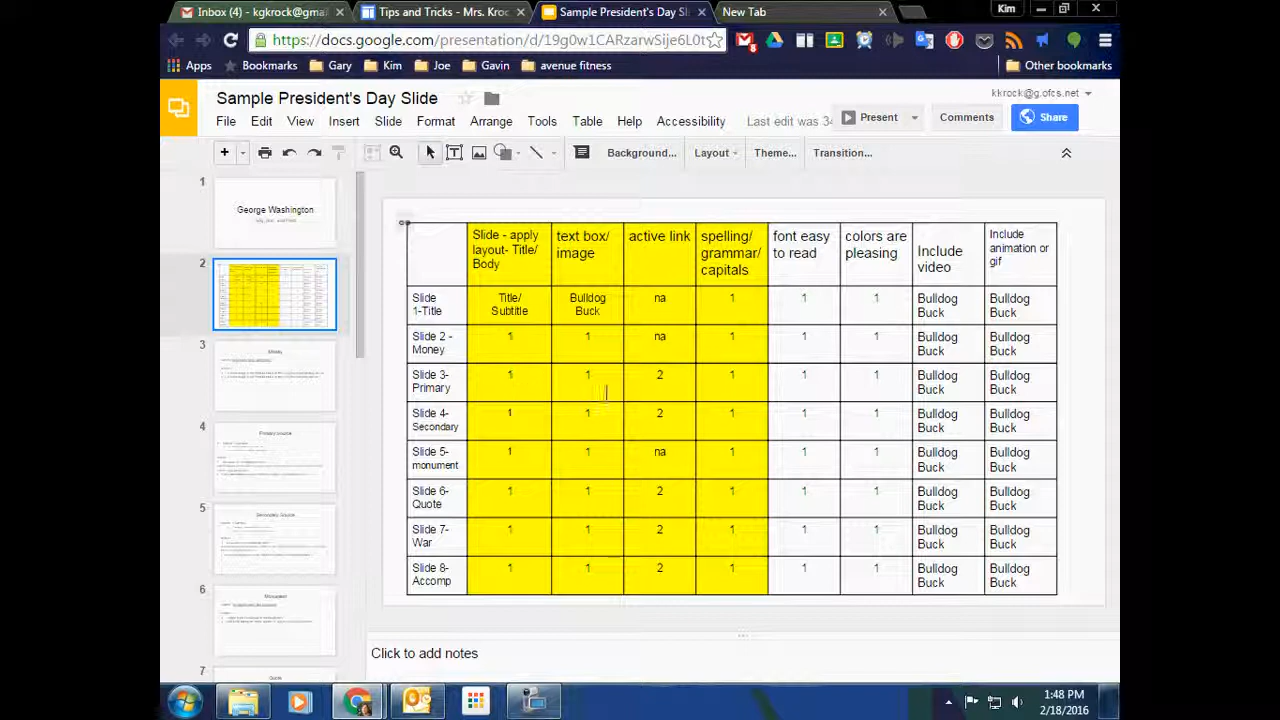 Inbox (4) - kgkrock@gmai
Tips and Tricks - Mrs. Kroc
Sample President's Day Sli
New Tab
Kim
https://docs.google.com/presentation/d/19g0w1CARzarwSije6L0t
Apps
Bookmarks
Gary
Kim
Joe
Gavin
avenue fitness
Other bookmarks
Sample President's Day Slide
kkrock@g.ofcs.net
File Edit View Insert Slide Format Arrange Tools Table Help Accessibility
Last edit was 34
Present
Comments
Share
Background...
Layout
Theme...
Transition...
1
George Washington
2
3
Money
4
Primary Source
5
Secondary Source
6
Monument
7
Quote
Slide - apply layout- Title/ Body
text box/ image
active link
spelling/ grammar/ capitals
font easy to read
colors are pleasing
Include video
Include animation or gif
Slide 1-Title Title/ Subtitle Bulldog Buck na 1 1 1 Bulldog Buck Bulldog Buck
Slide 2 - Money 1 1 na 1 1 1 Bulldog Buck Bulldog Buck
Slide 3- Primary 1 1 2 1 1 1 Bulldog Buck Bulldog Buck
Slide 4- Secondary 1 1 2 1 1 1 Bulldog Buck Bulldog Buck
Slide 5- mounment 1 1 na 1 1 1 Bulldog Buck Bulldog Buck
Slide 6- Quote 1 1 2 1 1 1 Bulldog Buck Bulldog Buck
Slide 7- War 1 1 2 1 1 1 Bulldog Buck Bulldog Buck
Slide 8- Accomp 1 1 2 1 1 1 Bulldog Buck Bulldog Buck
Click to add notes
1:48 PM
2/18/2016